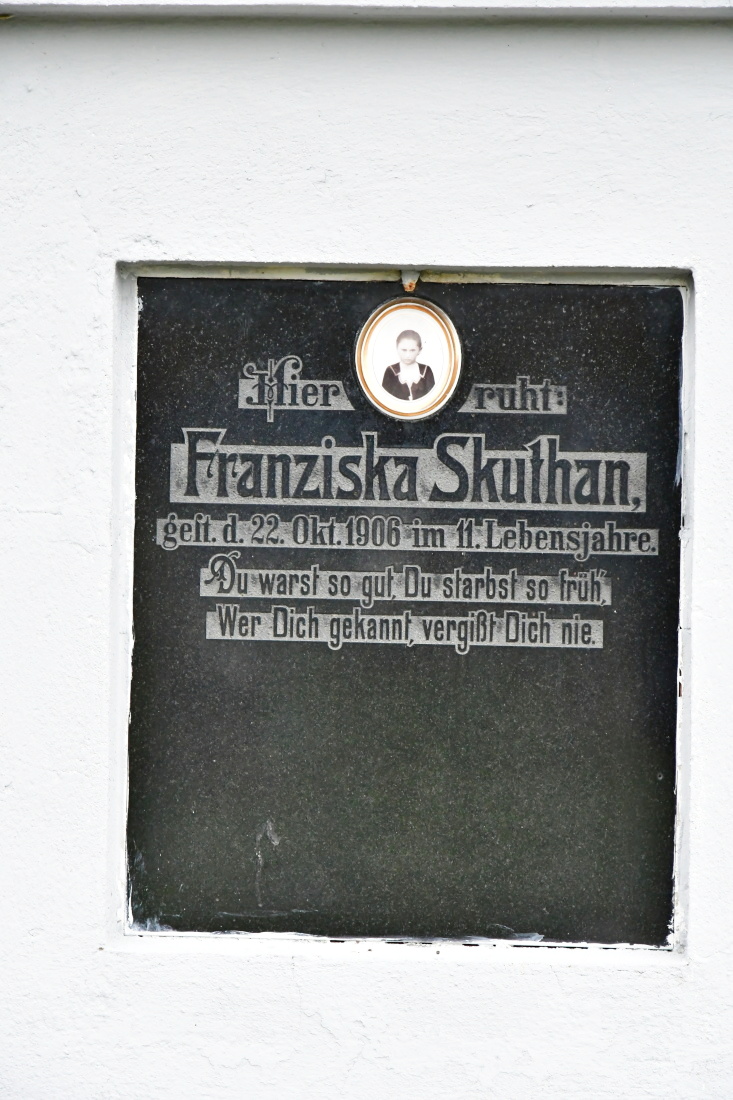 Hier ruht:
Franziska Skuthan,
gest. d. 22. Okt. 1906 im 11. Lebensjahre.
Du warst so gut, Du starbst so früh,
Wer Dich gekannt, vergißt Dich nie.